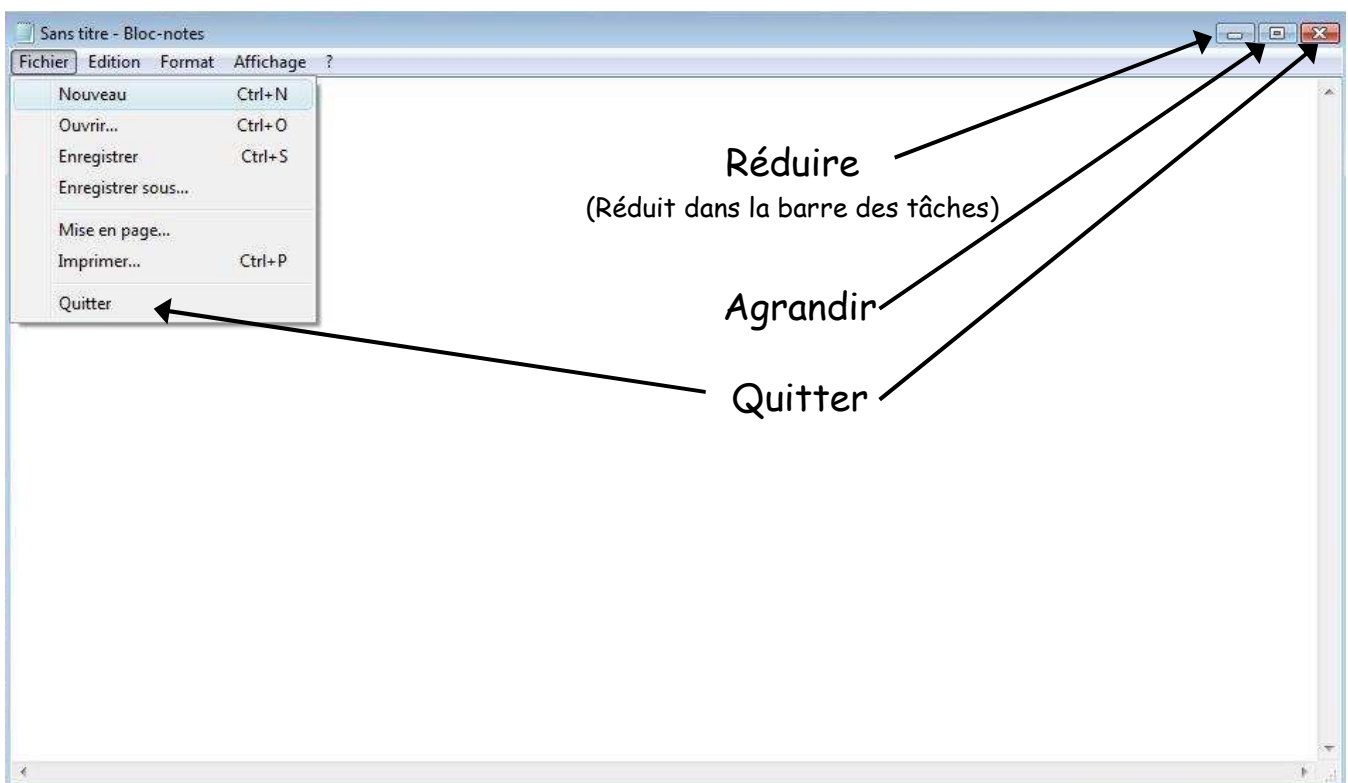 Sans titre - Bloc-notes
Fichier Edition Format Affichage ?
Nouveau Ctrl+N
Ouvrir... Ctrl+O
Enregistrer Ctrl+S
Enregistrer sous...
Mise en page...
Imprimer... Ctrl+P
Quitter
Réduire
(Réduit dans la barre des tâches)
Agrandir
Quitter